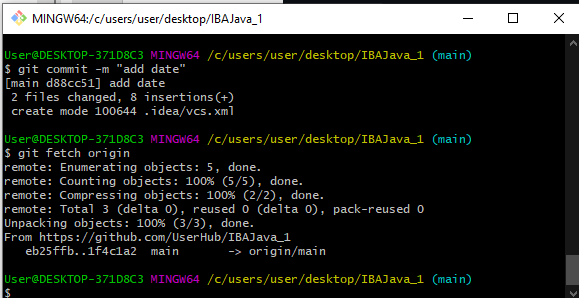 MINGW64:/c/users/user/desktop/IBAJava_1
User@DESKTOP-371D8C3 MINGW64 /c/users/user/desktop/IBAJava_1 (main)
$ git commit -m "add date"
[main d88cc51] add date
 2 files changed, 8 insertions(+)
 create mode 100644 .idea/vcs.xml
User@DESKTOP-371D8C3 MINGW64 /c/users/user/desktop/IBAJava_1 (main)
$ git fetch origin
remote: Enumerating objects: 5, done.
remote: Counting objects: 100% (5/5), done.
remote: Compressing objects: 100% (2/2), done.
remote: Total 3 (delta 0), reused 0 (delta 0), pack-reused 0
Unpacking objects: 100% (3/3), done.
From https://github.com/UserHub/IBAJava_1
   eb25ffb..1f4c1a2  main       -> origin/main
User@DESKTOP-371D8C3 MINGW64 /c/users/user/desktop/IBAJava_1 (main)
$